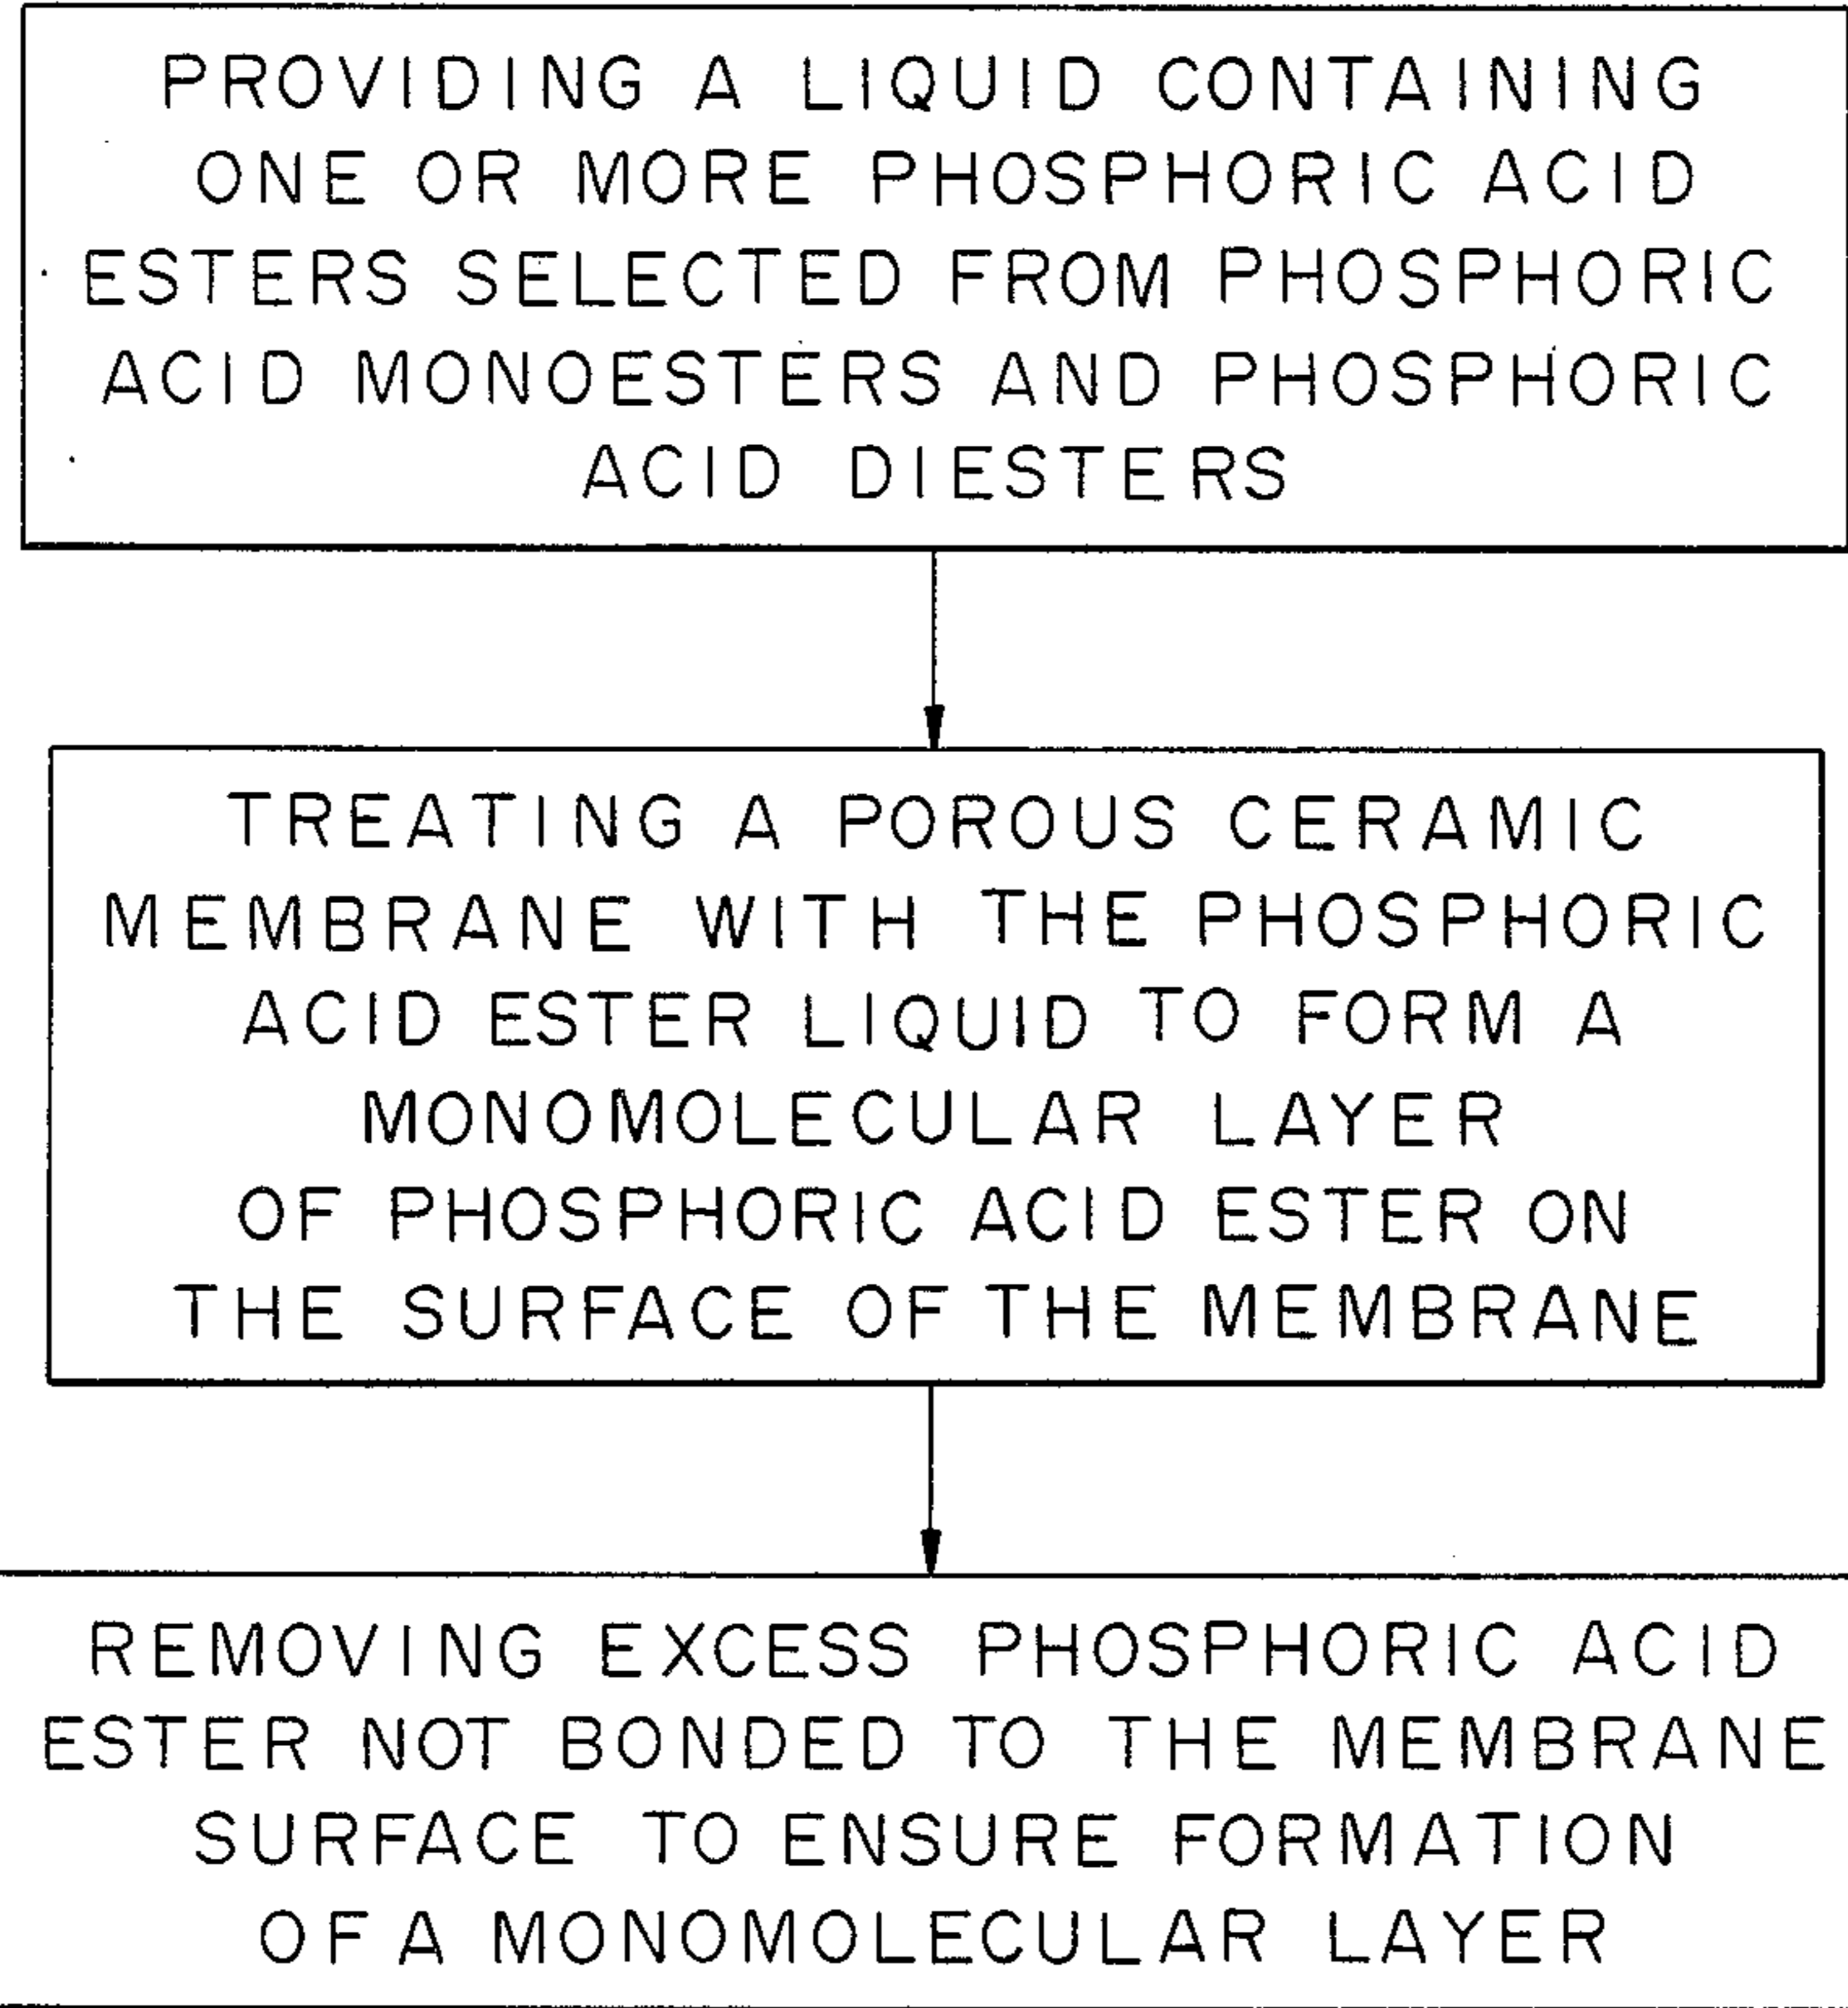 PROVIDING A LIQUID CONTAINING
ONE OR MORE PHOSPHORIC ACID
ESTERS SELECTED FROM PHOSPHORIC
ACID MONOESTERS AND PHOSPHORIC
ACID DIESTERS
TREATING A POROUS CERAMIC
MEMBRANE WITH THE PHOSPHORIC
ACID ESTER LIQUID TO FORM A
MONOMOLECULAR LAYER
OF PHOSPHORIC ACID ESTER ON
THE SURFACE OF THE MEMBRANE
REMOVING EXCESS PHOSPHORIC ACID
ESTER NOT BONDED TO THE MEMBRANE
SURFACE TO ENSURE FORMATION
OF A MONOMOLECULAR LAYER